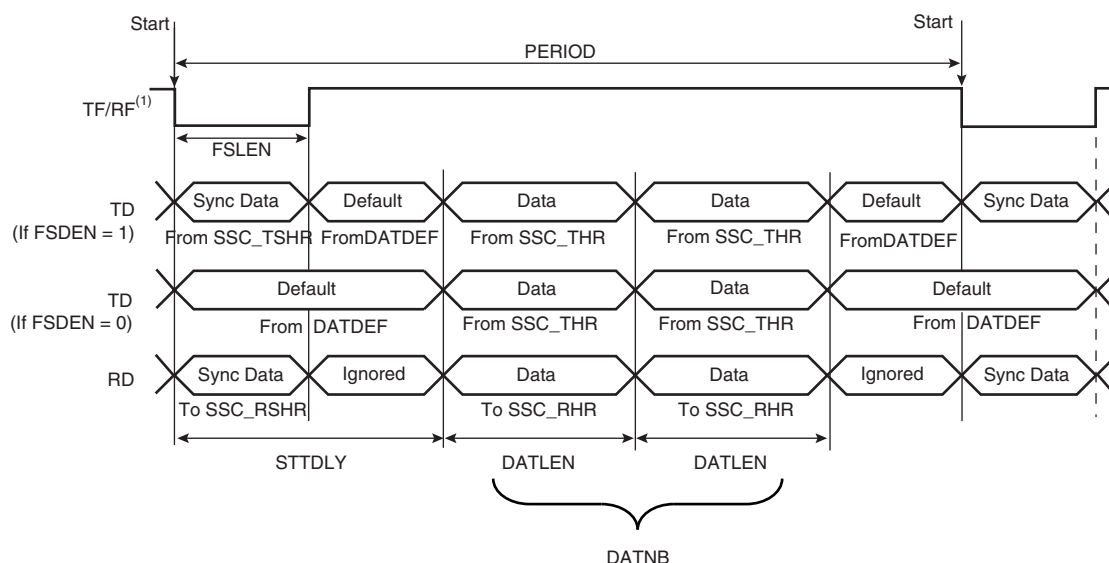 Start
Start
PERIOD
TF/RF(1)
FSLEN
TD
(If FSDEN = 1)
Sync Data
Default
Data
Data
Default
Sync Data
From SSC_TSHR
FromDATDEF
From SSC_THR
From SSC_THR
FromDATDEF
TD
(If FSDEN = 0)
Default
Data
Data
Default
From DATDEF
From SSC_THR
From SSC_THR
From DATDEF
RD
Sync Data
Ignored
Data
Data
Ignored
Sync Data
To SSC_RSHR
To SSC_RHR
To SSC_RHR
STTDLY
DATLEN
DATLEN
DATNB